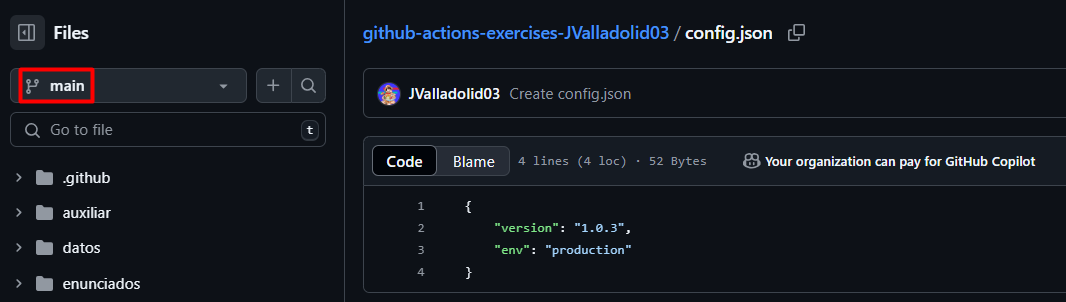 Files
main
Go to file
t
.github
auxiliar
datos
enunciados
github-actions-exercises-JValladolid03 / config.json
JValladolid03 Create config.json
Code Blame 4 lines (4 loc) · 52 Bytes Your organization can pay for GitHub Copilot
1 {
2 "version": "1.0.3",
3 "env": "production"
4 }